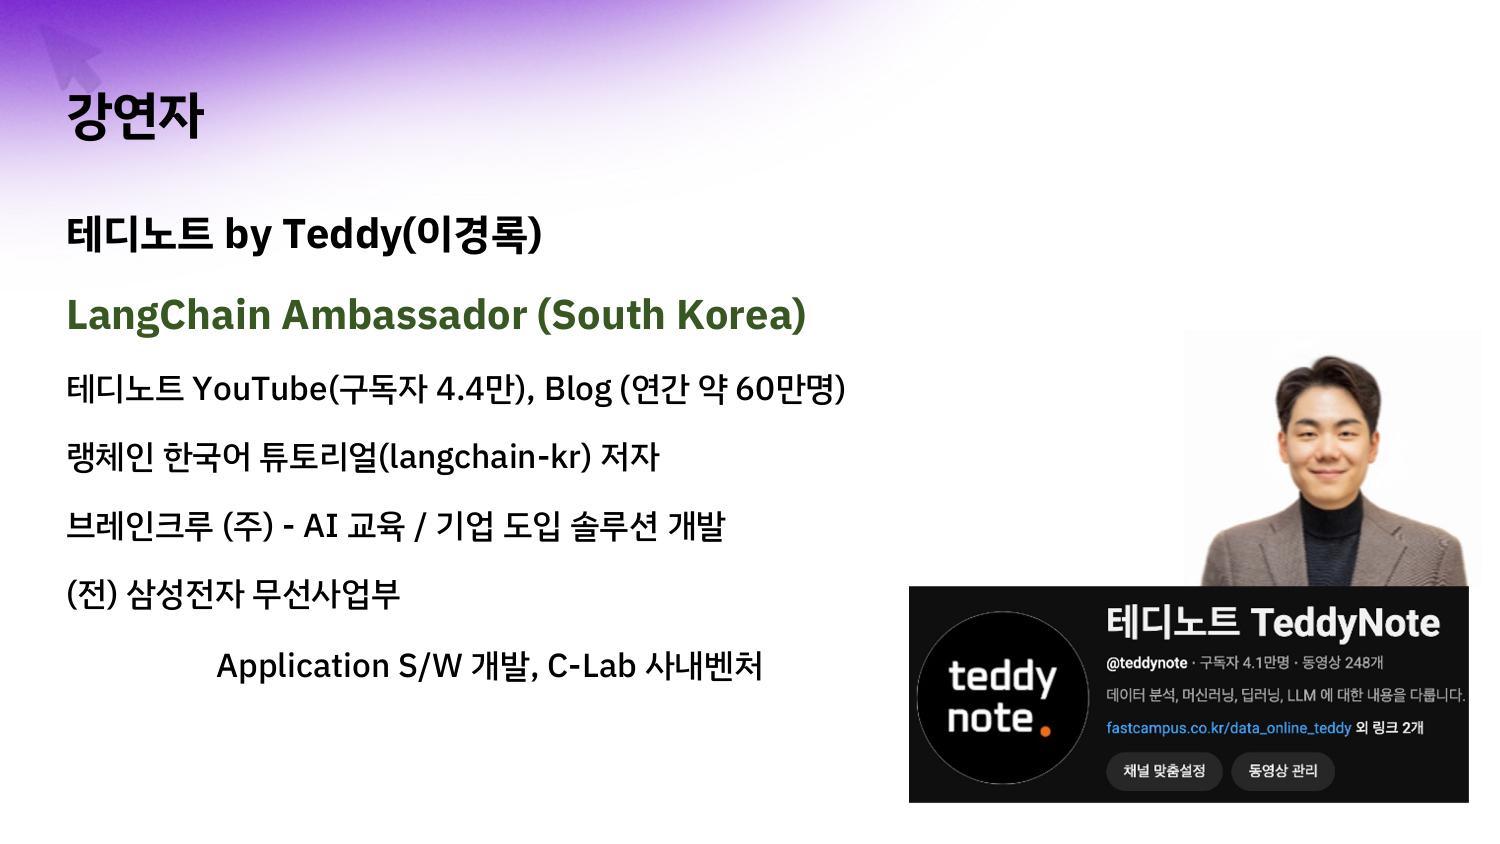 강연자
테디노트 by Teddy(이경록)
LangChain Ambassador (South Korea)
테디노트 YouTube(구독자 4.4만), Blog (연간 약 60만명)
랭체인 한국어 튜토리얼(langchain-kr) 저자
브레인크루 (주) - AI 교육 / 기업 도입 솔루션 개발
(전) 삼성전자 무선사업부
Application S/W 개발, C-Lab 사내벤처
teddy
note.
테디노트 TeddyNote
@teddynote · 구독자 4.1만명 · 동영상 248개
데이터 분석, 머신러닝, 딥러닝, LLM 에 대한 내용을 다룹니다.
fastcampus.co.kr/data_online_teddy 외 링크 2개
채널 맞춤설정 동영상 관리